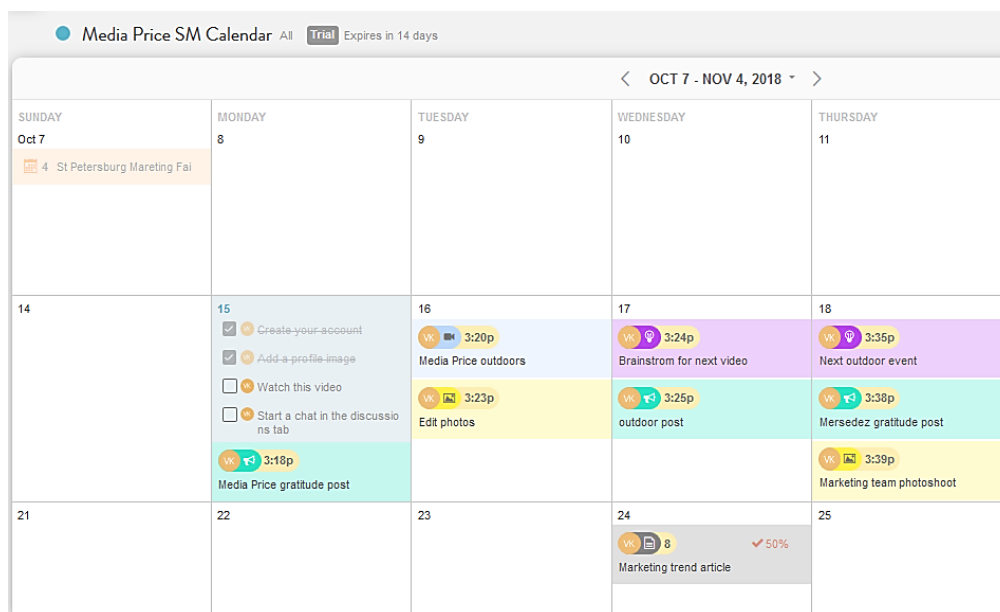 Media Price SM Calendar All Trial Expires in 14 days
OCT 7 - NOV 4, 2018
SUNDAY MONDAY TUESDAY WEDNESDAY THURSDAY
Oct 7 8 9 10 11
4 St Petersburg Mareting Fai
14 15 16 17 18
VK Create your account
VK Add a profile image
VK Watch this video
VK Start a chat in the discussio
ns tab
VK 3:18p
Media Price gratitude post
VK 3:20p
Media Price outdoors
VK 3:23p
Edit photos
VK 3:24p
Brainstrom for next video
VK 3:25p
outdoor post
VK 3:35p
Next outdoor event
VK 3:38p
Mersedez gratitude post
VK 3:39p
Marketing team photoshoot
21 22 23 24 25
VK 8 50%
Marketing trend article